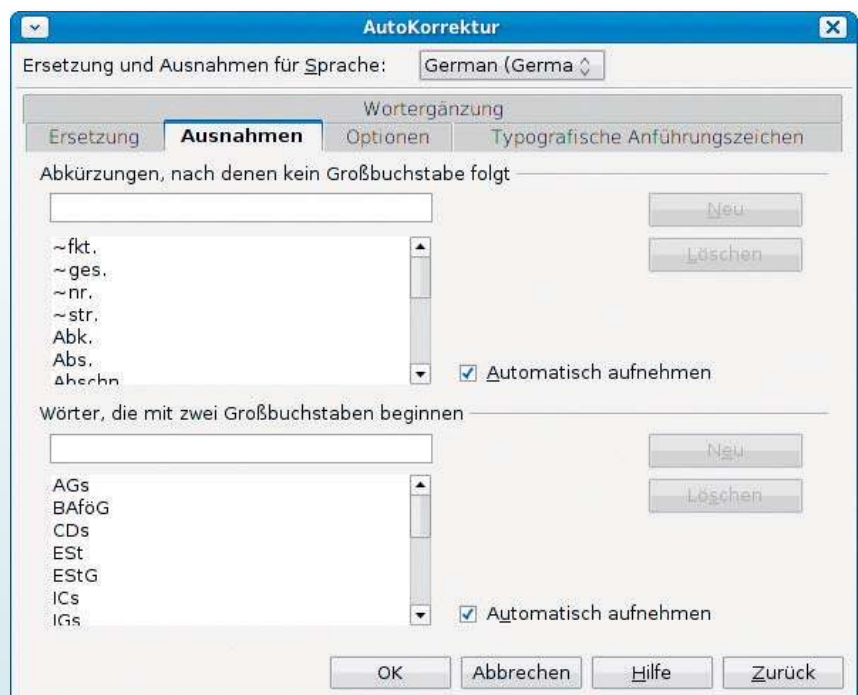 AutoKorrektur
Ersetzung und Ausnahmen für Sprache: German (Germa
Wortergänzung
Ersetzung Ausnahmen Optionen Typografische Anführungszeichen
Abkürzungen, nach denen kein Großbuchstabe folgt
Neu
~fkt.
Löschen
~ges.
~nr.
~str.
Abk.
Abs.
Automatisch aufnehmen
Abschn
Wörter, die mit zwei Großbuchstaben beginnen
Neu
AGs
Löschen
BAföG
CDs
ESt
EStG
ICs
Automatisch aufnehmen
IGs
OK Abbrechen Hilfe Zurück